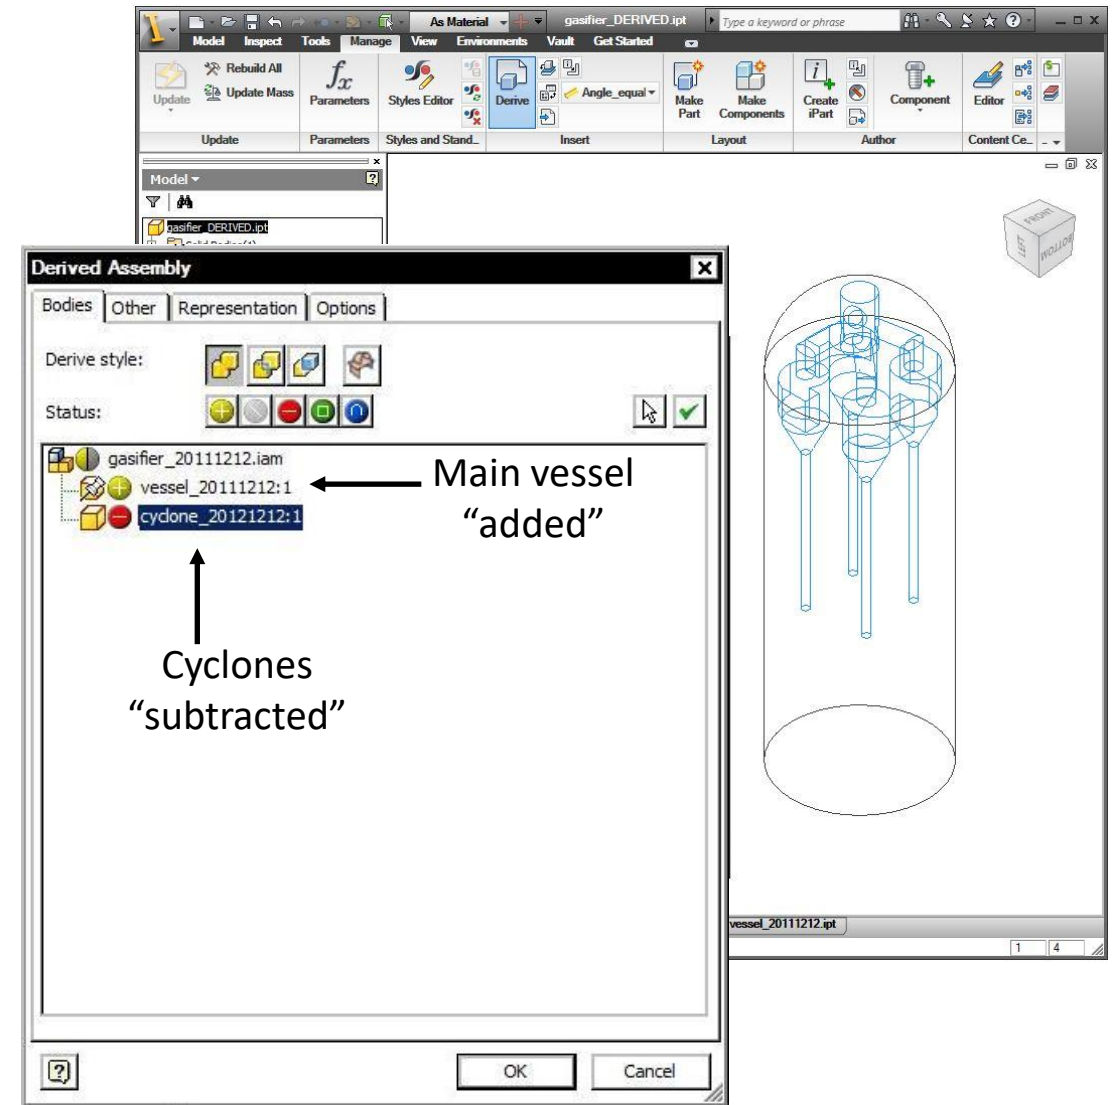 As Material
gasifier_DERIVED.ipt
Type a keyword or phrase
Model Inspect Tools Manage View Environments Vault Get Started
Update
Rebuild All
Update Mass
Parameters
Styles Editor
Derive
Angle_equal
Make Part
Make Components
Create iPart
Component
Editor
Update Parameters Styles and Stand... Insert Layout Author Content Ce...
Model
gasifier_DERIVED.ipt
Solid Bodies(1)
FRONT
LEFT
BOTTOM
Derived Assembly
Bodies Other Representation Options
Derive style:
Status:
gasifier_20111212.iam
vessel_20111212:1
cyclone_20121212:1
Main vessel
“added”
Cyclones
“subtracted”
vessel_20111212.ipt
1 4
OK Cancel